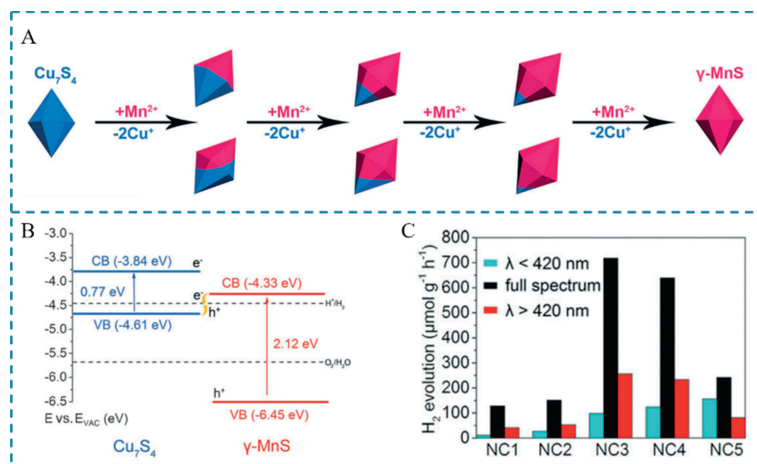 A
Cu7S4
γ-MnS
+Mn2+ +Mn2+ +Mn2+ +Mn2+
-2Cu+ -2Cu+ -2Cu+ -2Cu+
B
-3.0
-3.5
-4.0
-4.5
-5.0
-5.5
-6.0
-6.5
CB (-3.84 eV)
e-
0.77 eV
VB (-4.61 eV)
e-
h+
CB (-4.33 eV)
H+/H2
2.12 eV
O2/H2O
h+
VB (-6.45 eV)
E vs. EVAC (eV)
Cu7S4
γ-MnS
C
H2 evolution (μmol g-1 h-1)
800
700
600
500
400
300
200
100
0
λ < 420 nm
full spectrum
λ > 420 nm
NC1 NC2 NC3 NC4 NC5